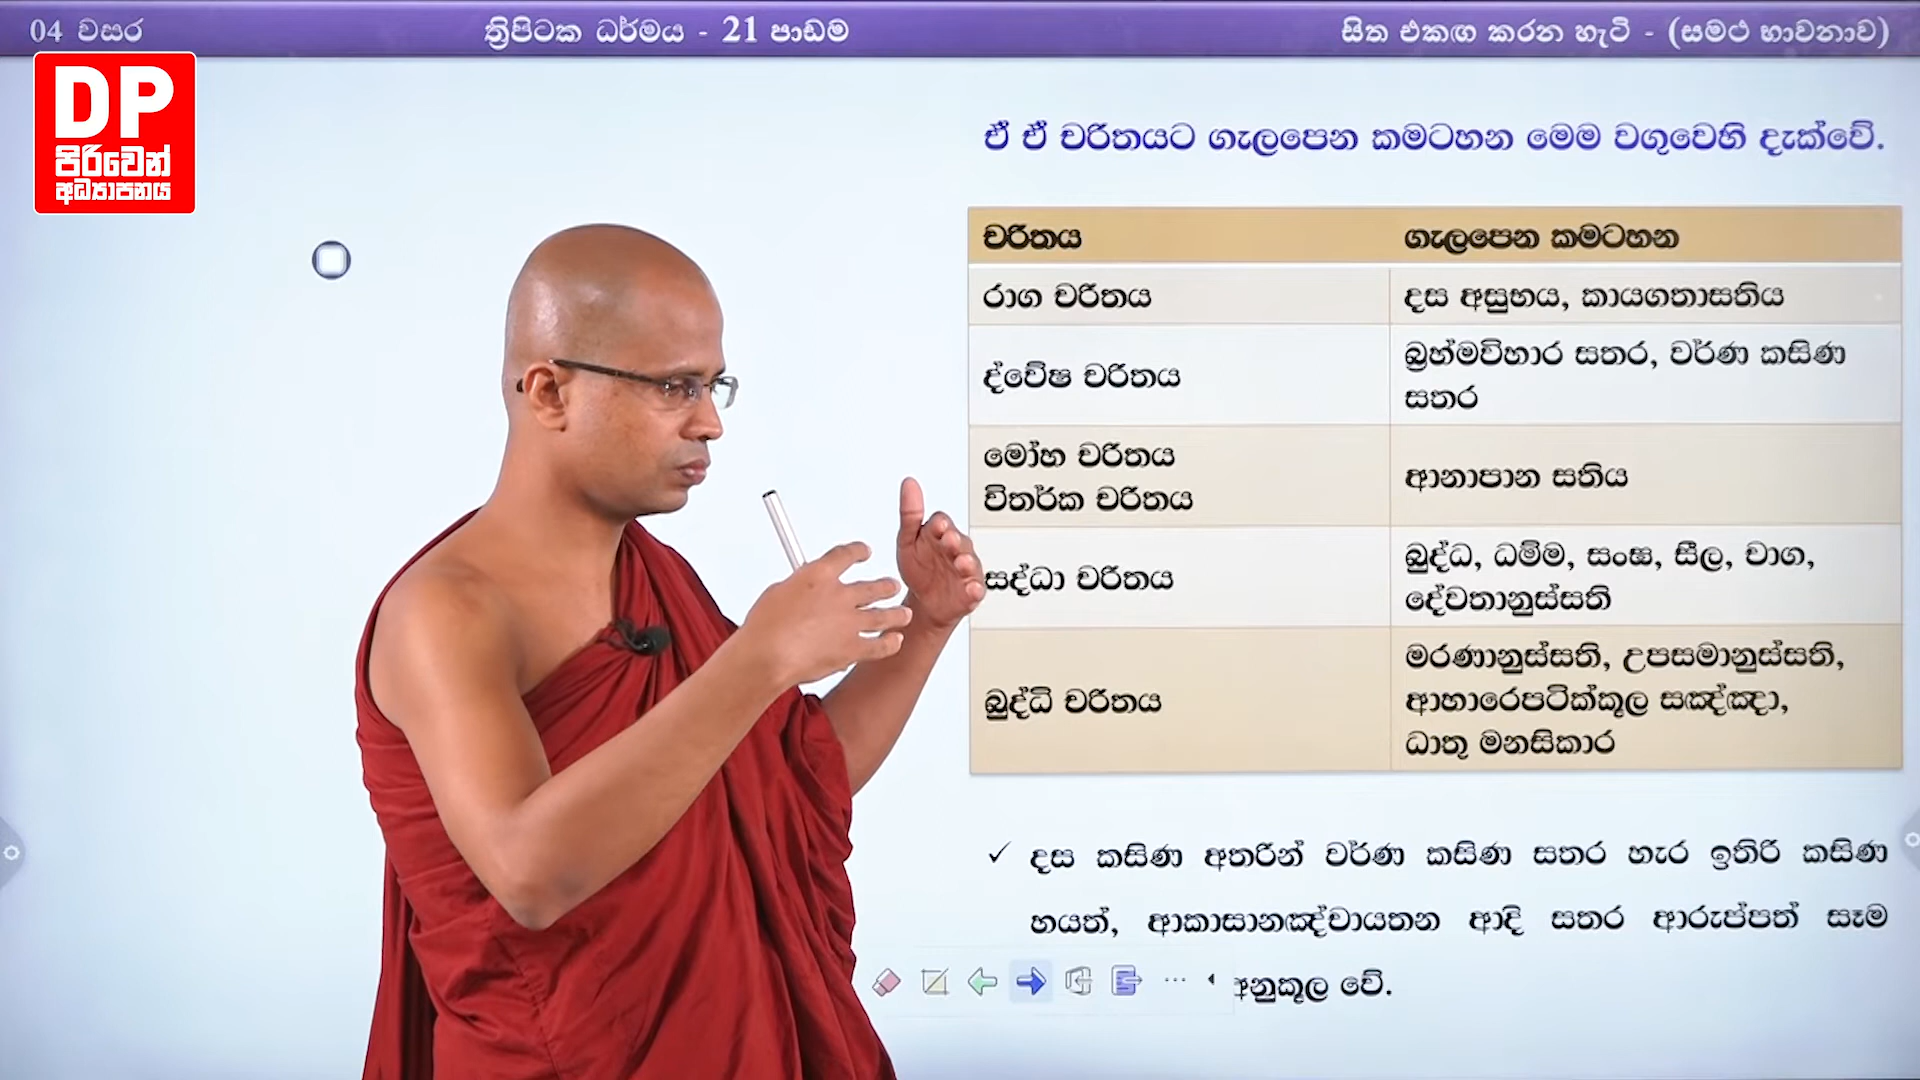 04 වසර
ත්‍රිපිටක ධර්මය - 21 පාඩම
සිත එකඟ කරන හැටි - (සමථ භාවනාව)
DP
පිරිවෙන්
අධ්‍යාපනය
ඒ ඒ චරිතයට ගැලපෙන කමටහන මෙම වගුවෙහි දැක්වේ.
චරිතය
ගැලපෙන කමටහන
රාග චරිතය
දස අසුභය, කායගතාසතිය
ද්වේෂ චරිතය
බ්‍රහ්මවිහාර සතර, වර්ණ කසිණ
සතර
මෝහ චරිතය
විතර්ක චරිතය
ආනාපාන සතිය
සද්ධා චරිතය
බුද්ධ, ධම්ම, සංඝ, සීල, චාග,
දේවතානුස්සති
බුද්ධි චරිතය
මරණානුස්සති, උපසමානුස්සති,
ආහාරෙපටික්කූල සඤ්ඤා,
ධාතු මනසිකාර
✓ දස කසිණ අතරින් වර්ණ කසිණ සතර හැර ඉතිරි කසිණ
හයත්, ආකාසානඤ්චායතන ආදි සතර ආරුප්පත් සෑම
අනුකූල වේ.